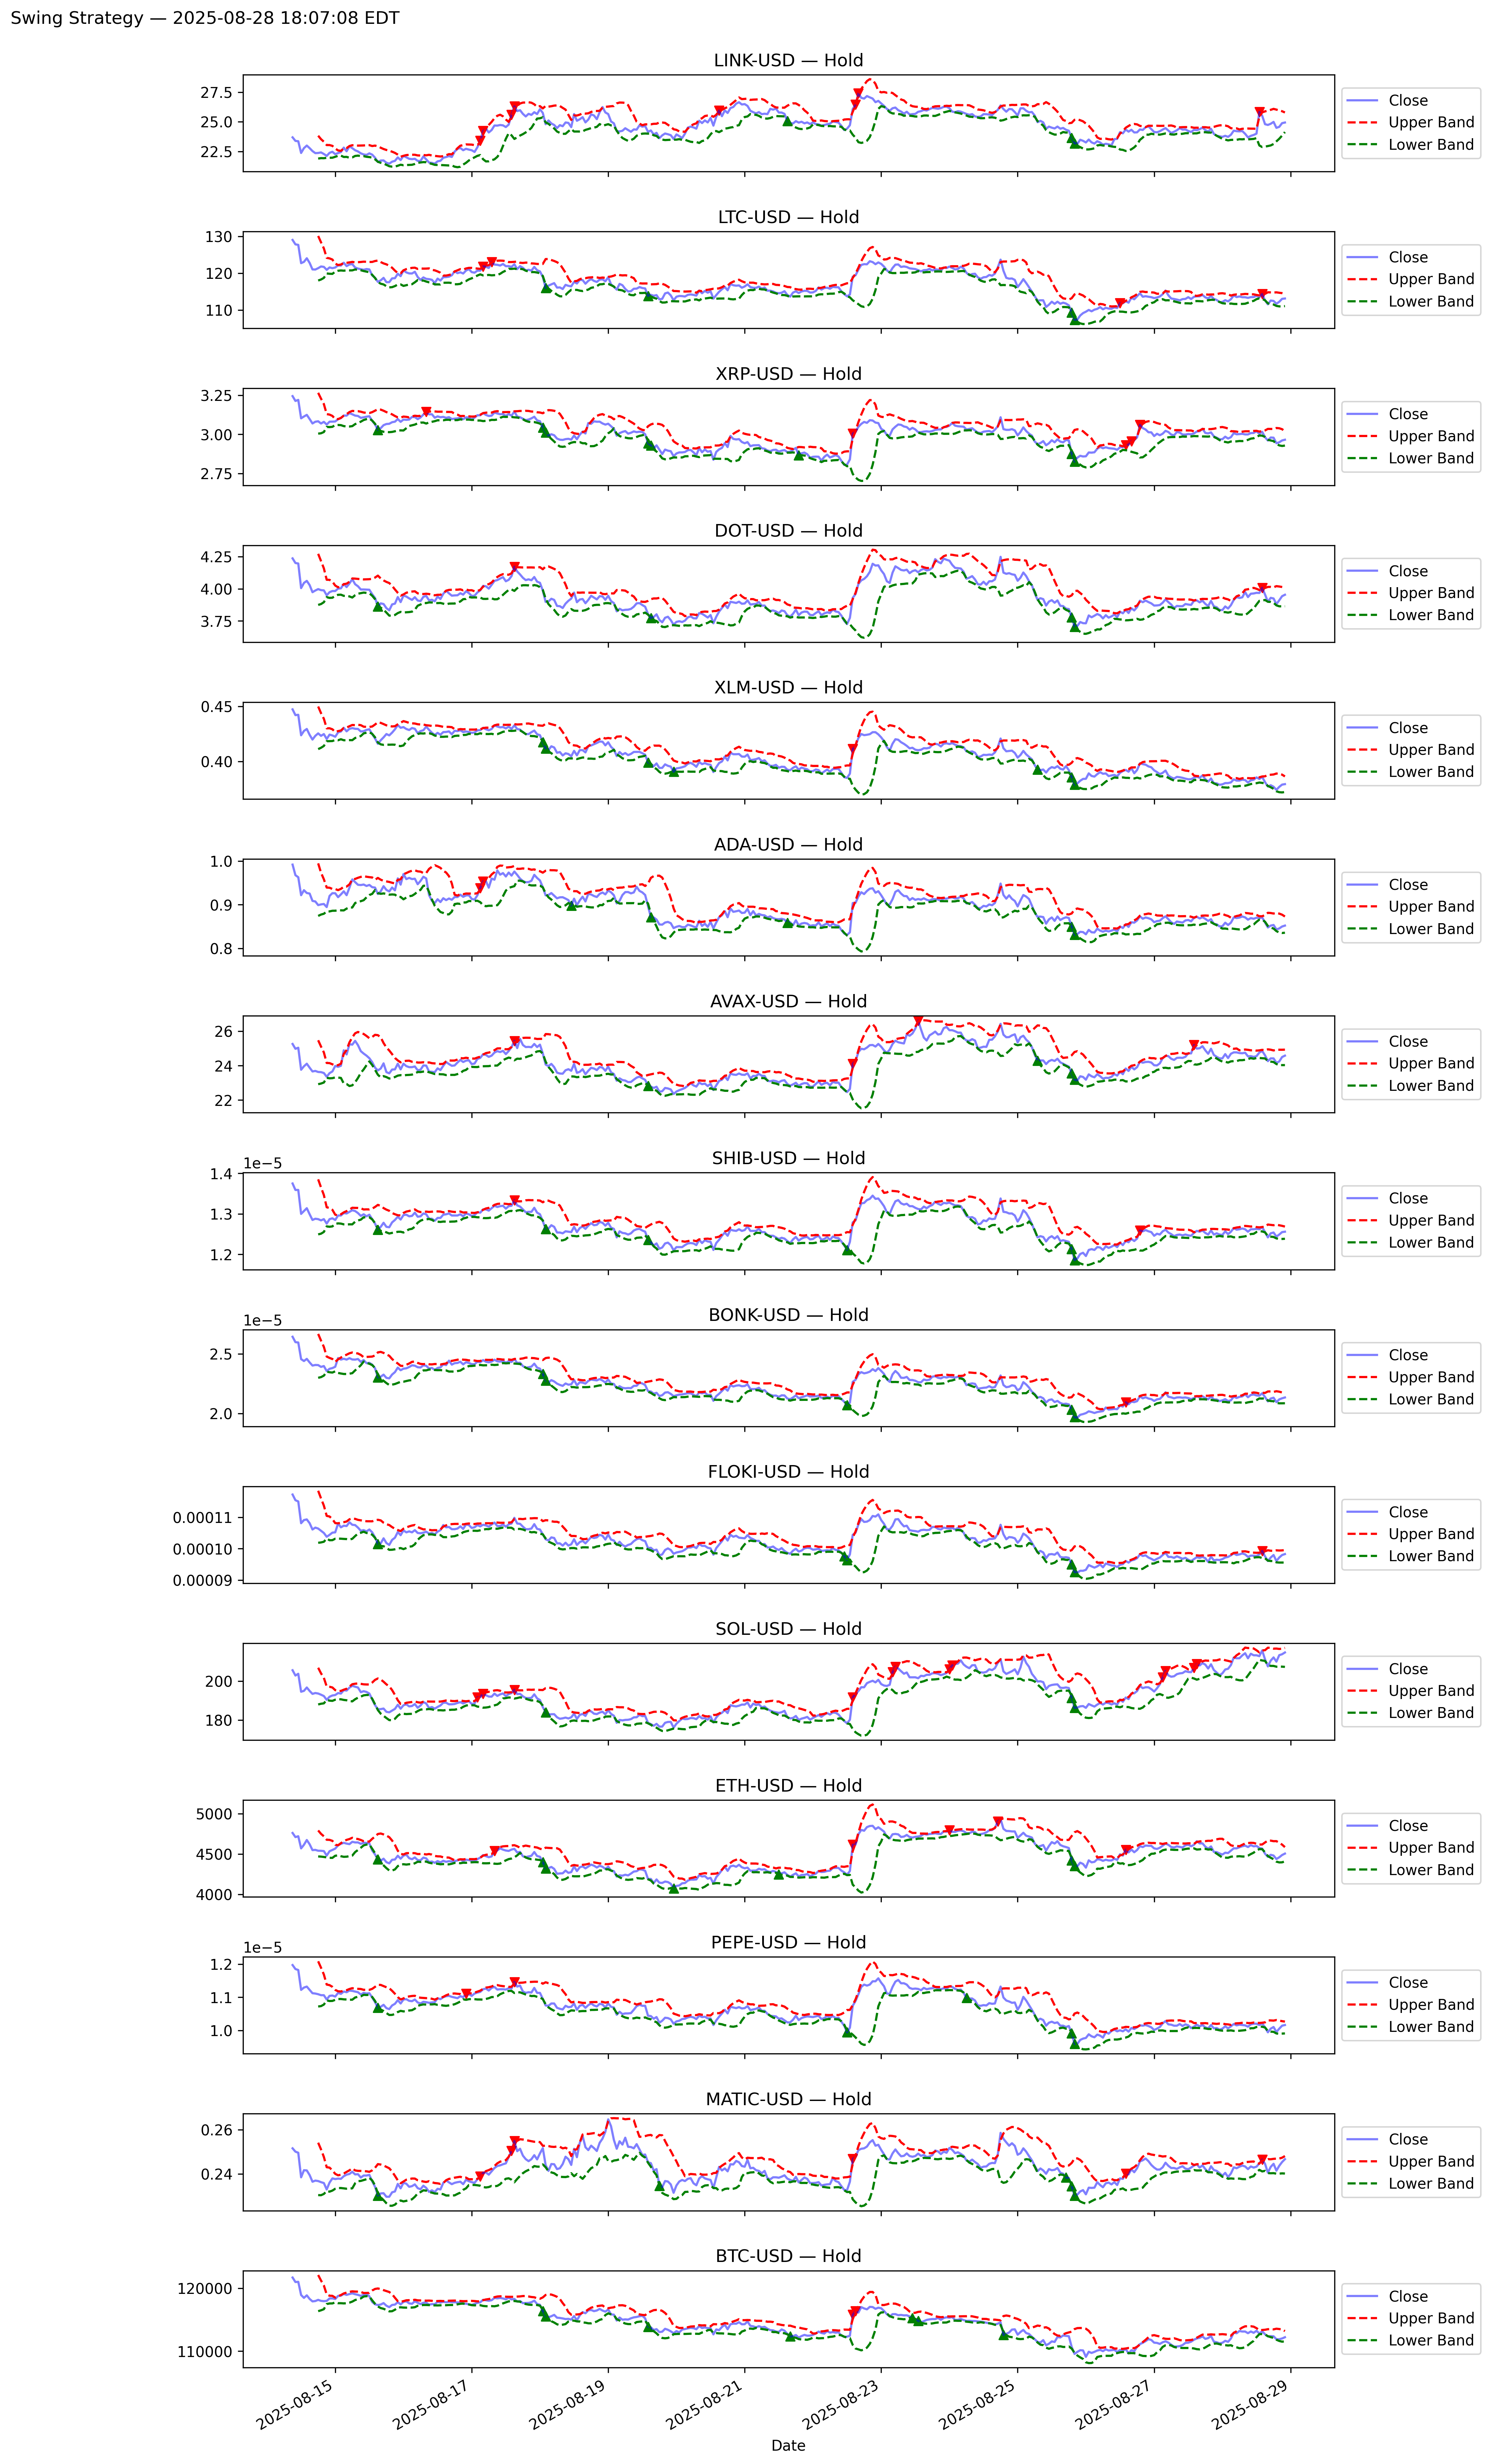 Swing Strategy — 2025-08-28 18:07:08 EDT
LINK-USD — Hold
27.5
25.0
22.5
Close
Upper Band
Lower Band
LTC-USD — Hold
130
120
110
Close
Upper Band
Lower Band
XRP-USD — Hold
3.25
3.00
2.75
Close
Upper Band
Lower Band
DOT-USD — Hold
4.25
4.00
3.75
Close
Upper Band
Lower Band
XLM-USD — Hold
0.45
0.40
Close
Upper Band
Lower Band
ADA-USD — Hold
1.0
0.9
0.8
Close
Upper Band
Lower Band
AVAX-USD — Hold
26
24
22
Close
Upper Band
Lower Band
SHIB-USD — Hold
1e−5
1.4
1.3
1.2
Close
Upper Band
Lower Band
BONK-USD — Hold
1e−5
2.5
2.0
Close
Upper Band
Lower Band
FLOKI-USD — Hold
0.00011
0.00010
0.00009
Close
Upper Band
Lower Band
SOL-USD — Hold
200
180
Close
Upper Band
Lower Band
ETH-USD — Hold
5000
4500
4000
Close
Upper Band
Lower Band
PEPE-USD — Hold
1e−5
1.2
1.1
1.0
Close
Upper Band
Lower Band
MATIC-USD — Hold
0.26
0.24
Close
Upper Band
Lower Band
BTC-USD — Hold
120000
110000
Close
Upper Band
Lower Band
2025-08-15
2025-08-17
2025-08-19
2025-08-21
2025-08-23
2025-08-25
2025-08-27
2025-08-29
Date